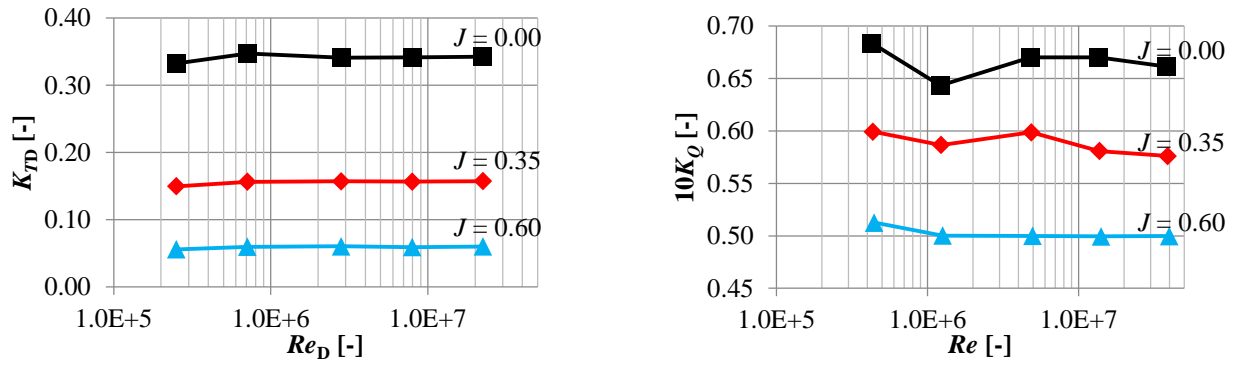 0.40
0.30
0.20
0.10
0.00
K_TD [-]
J = 0.00
J = 0.35
J = 0.60
1.0E+5
1.0E+6
1.0E+7
Re_D [-]
0.70
0.65
0.60
0.55
0.50
0.45
10K_Q [-]
J = 0.00
J = 0.35
J = 0.60
1.0E+5
1.0E+6
1.0E+7
Re [-]